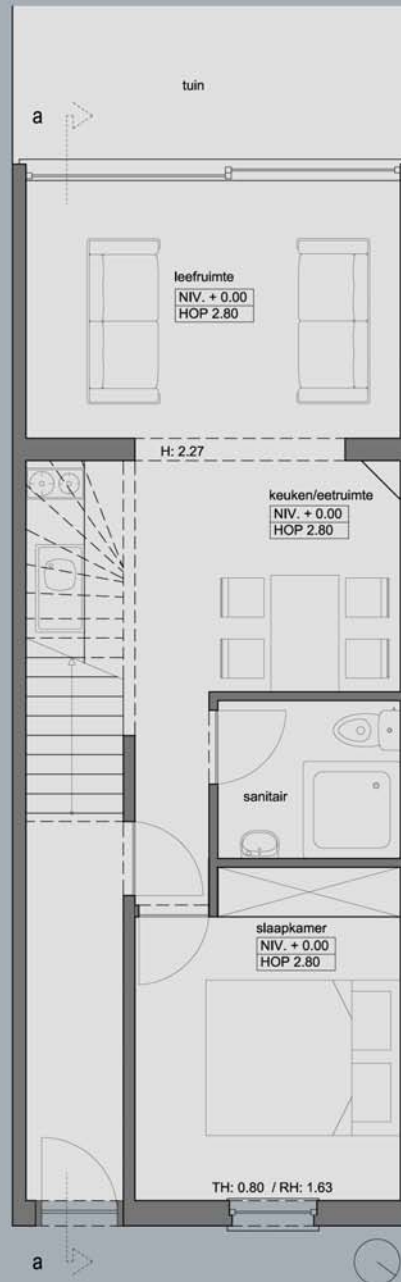 tuin
a
leefruimte
NIV. + 0.00
HOP 2.80
H: 2.27
keuken/eetruimte
NIV. + 0.00
HOP 2.80
sanitair
slaapkamer
NIV. + 0.00
HOP 2.80
TH: 0.80 / RH: 1.63
a